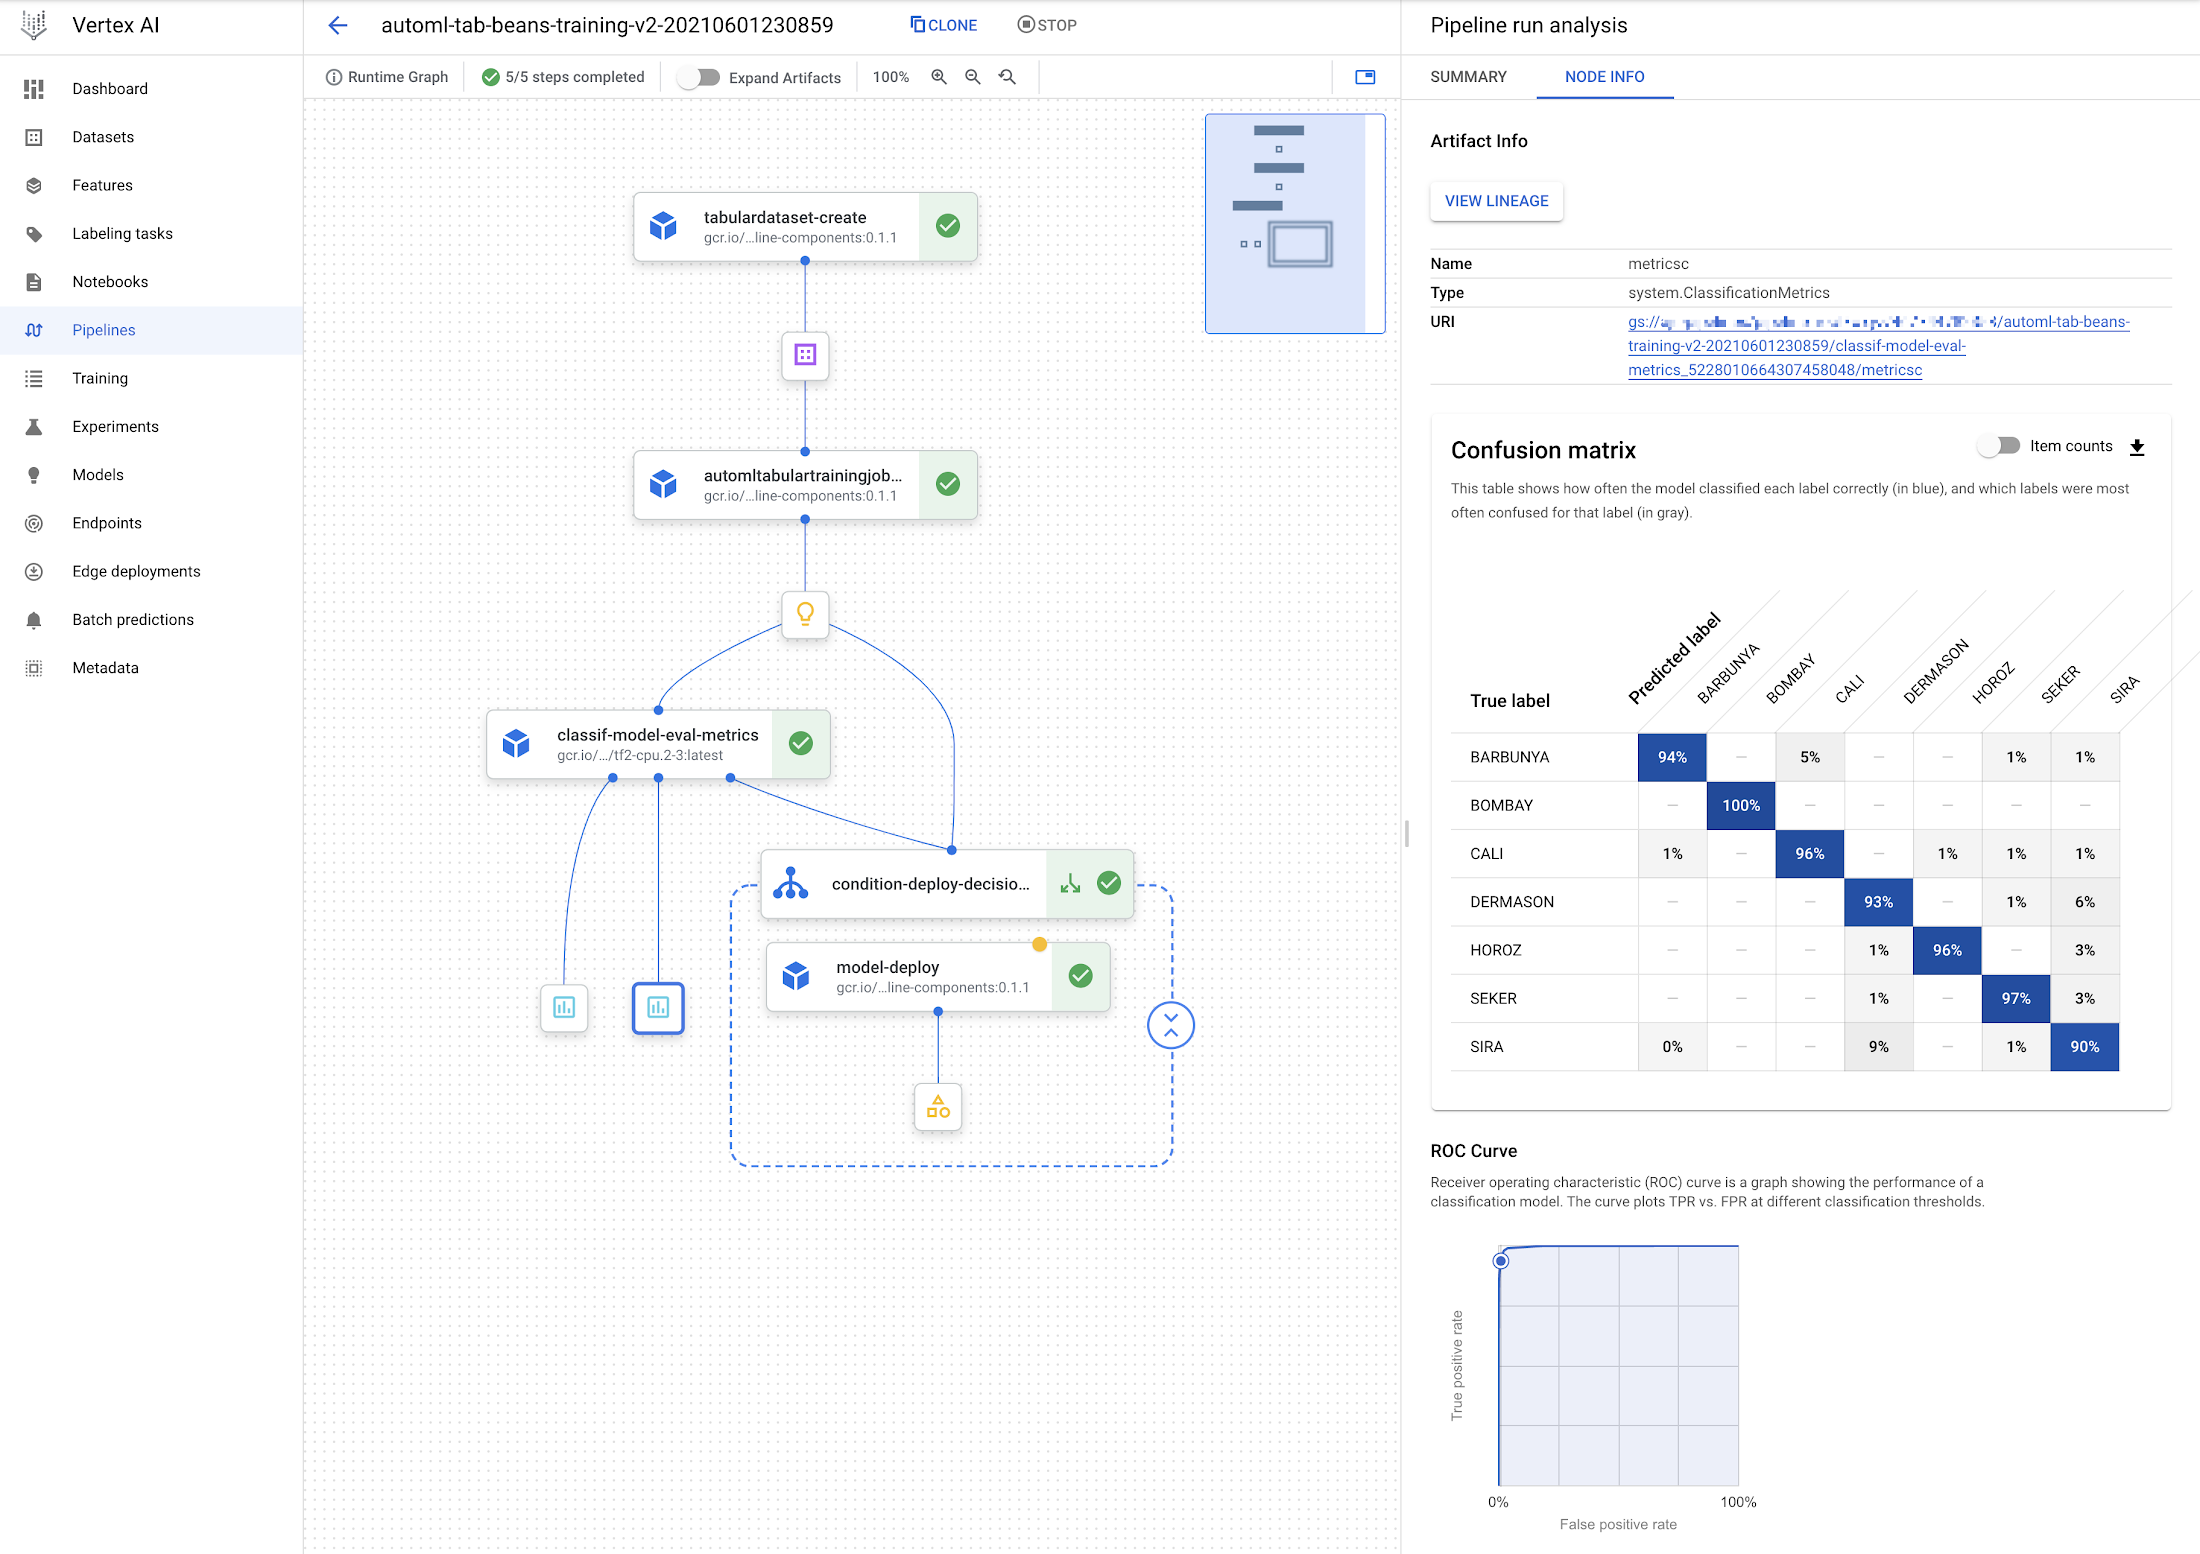 Vertex AI
Dashboard
Datasets
Features
Labeling tasks
Notebooks
Pipelines
Training
Experiments
Models
Endpoints
Edge deployments
Batch predictions
Metadata
automl-tab-beans-training-v2-20210601230859
CLONE
STOP
Runtime Graph
5/5 steps completed
Expand Artifacts
100%
tabulardataset-create
gcr.io/...line-components:0.1.1
automltabulartrainingjob...
gcr.io/...line-components:0.1.1
classif-model-eval-metrics
gcr.io/.../tf2-cpu.2-3:latest
condition-deploy-decisio...
model-deploy
gcr.io/...line-components:0.1.1
Pipeline run analysis
SUMMARY
NODE INFO
Artifact Info
VIEW LINEAGE
Name metricsc
Type system.ClassificationMetrics
URI gs:// /automl-tab-beans-
training-v2-20210601230859/classif-model-eval-
metrics_5228010664307458048/metricsc
Confusion matrix
Item counts
This table shows how often the model classified each label correctly (in blue), and which labels were most
often confused for that label (in gray).
True label
Predicted label
BARBUNYA
BOMBAY
CALI
DERMASON
HOROZ
SEKER
SIRA
BARBUNYA 94% — 5% — — 1% 1%
BOMBAY — 100% — — — — —
CALI 1% — 96% — 1% 1% 1%
DERMASON — — — 93% — 1% 6%
HOROZ — — — 1% 96% — 3%
SEKER — — — 1% — 97% 3%
SIRA 0% — — 9% — 1% 90%
ROC Curve
Receiver operating characteristic (ROC) curve is a graph showing the performance of a
classification model. The curve plots TPR vs. FPR at different classification thresholds.
True positive rate
0%
100%
False positive rate